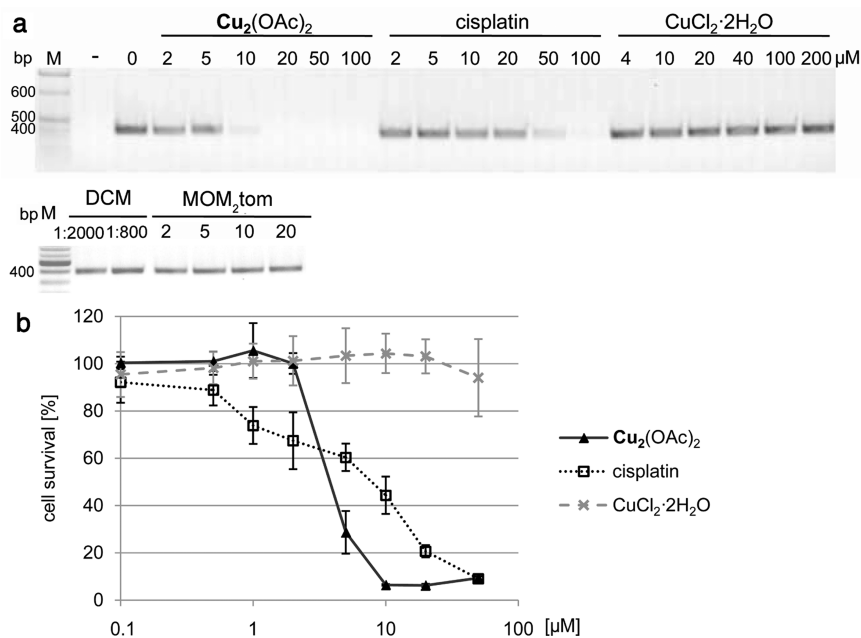 a
Cu2(OAc)2 cisplatin CuCl2·2H2O
bp M - 0 2 5 10 20 50 100 2 5 10 20 50 100 4 10 20 40 100 200 µM
600
500
400
DCM MOM2tom
bp M 1:2000 1:800 2 5 10 20
400
b
120
100
80
60
40
20
0
cell survival [%]
Cu2(OAc)2
cisplatin
CuCl2·2H2O
0.1 1 10 100 [µM]